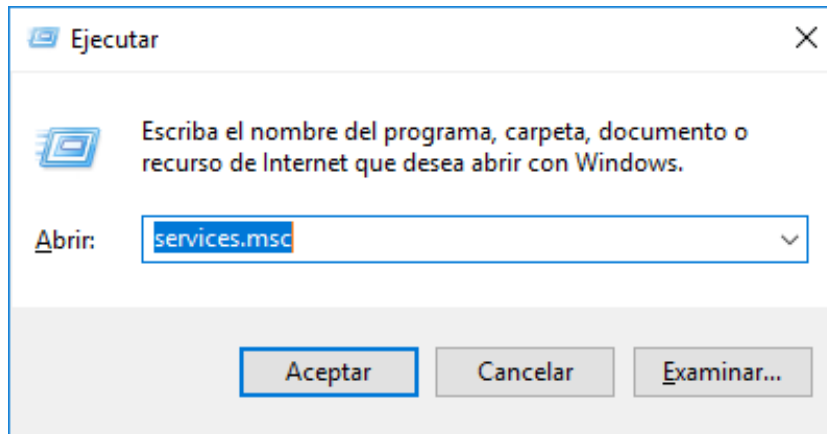 Ejecutar
Escriba el nombre del programa, carpeta, documento o
recurso de Internet que desea abrir con Windows.
Abrir: services.msc
Aceptar Cancelar Examinar...